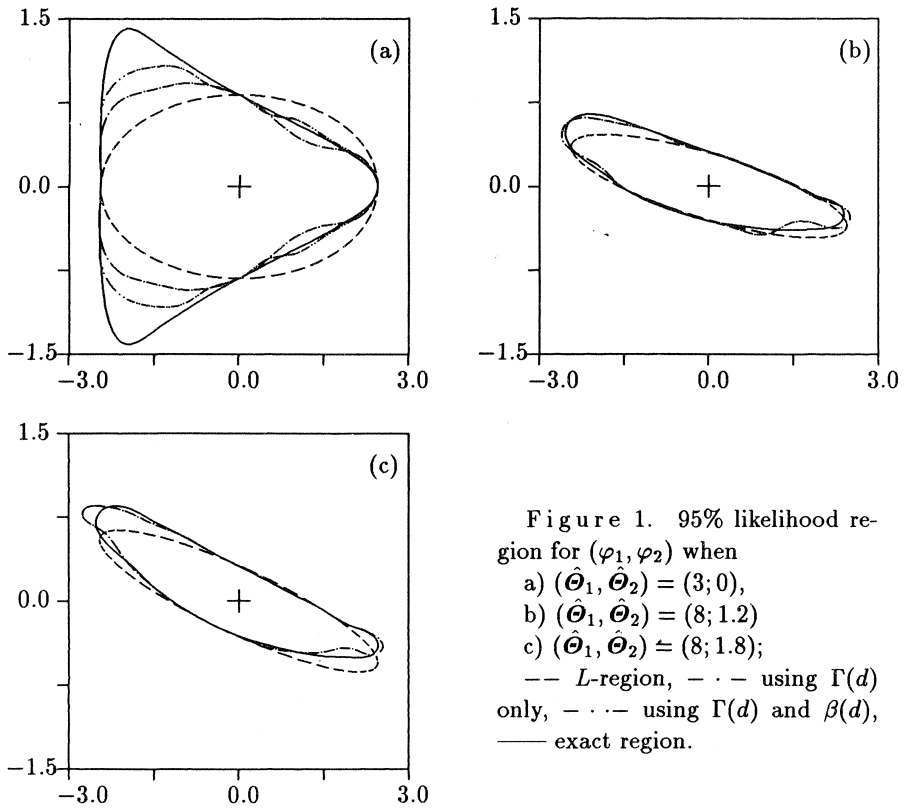 1.5
(a)
0.0
−1.5
−3.0
0.0
3.0
1.5
(b)
0.0
−1.5
−3.0
0.0
3.0
1.5
(c)
0.0
−1.5
−3.0
0.0
3.0
Figure 1. 95% likelihood re-
gion for (φ₁, φ₂) when
a) (Θ̂₁, Θ̂₂) = (3; 0),
b) (Θ̂₁, Θ̂₂) = (8; 1.2)
c) (Θ̂₁, Θ̂₂) = (8; 1.8);
−− L-region, − · − using Γ(d)
only, − · ·− using Γ(d) and β(d),
—— exact region.